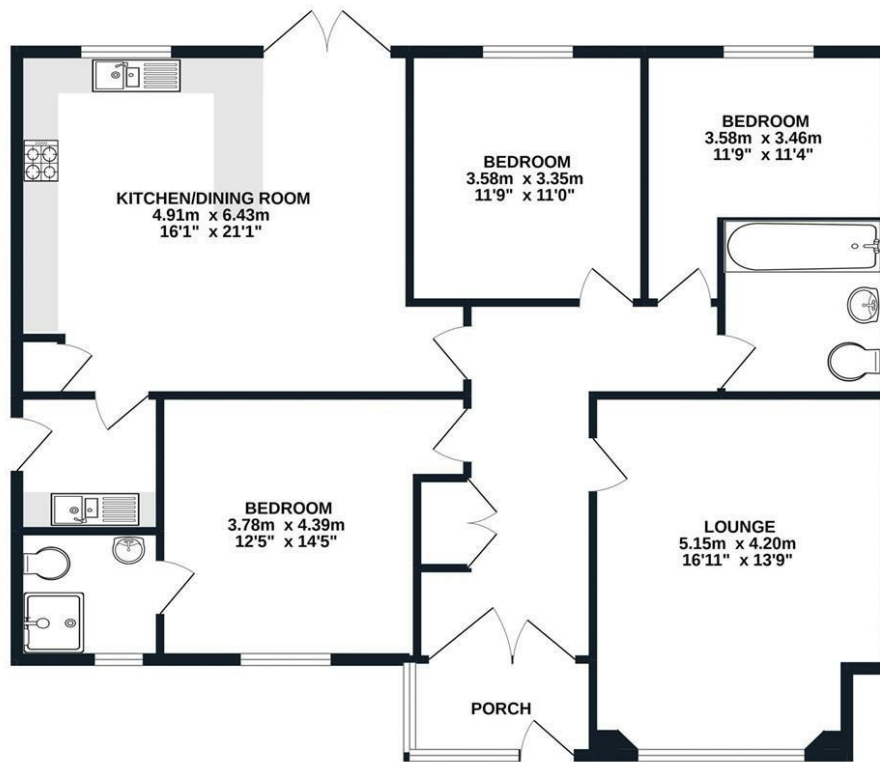 KITCHEN/DINING ROOM
4.91m x 6.43m
16'1" x 21'1"
BEDROOM
3.58m x 3.35m
11'9" x 11'0"
BEDROOM
3.58m x 3.46m
11'9" x 11'4"
BEDROOM
3.78m x 4.39m
12'5" x 14'5"
LOUNGE
5.15m x 4.20m
16'11" x 13'9"
PORCH